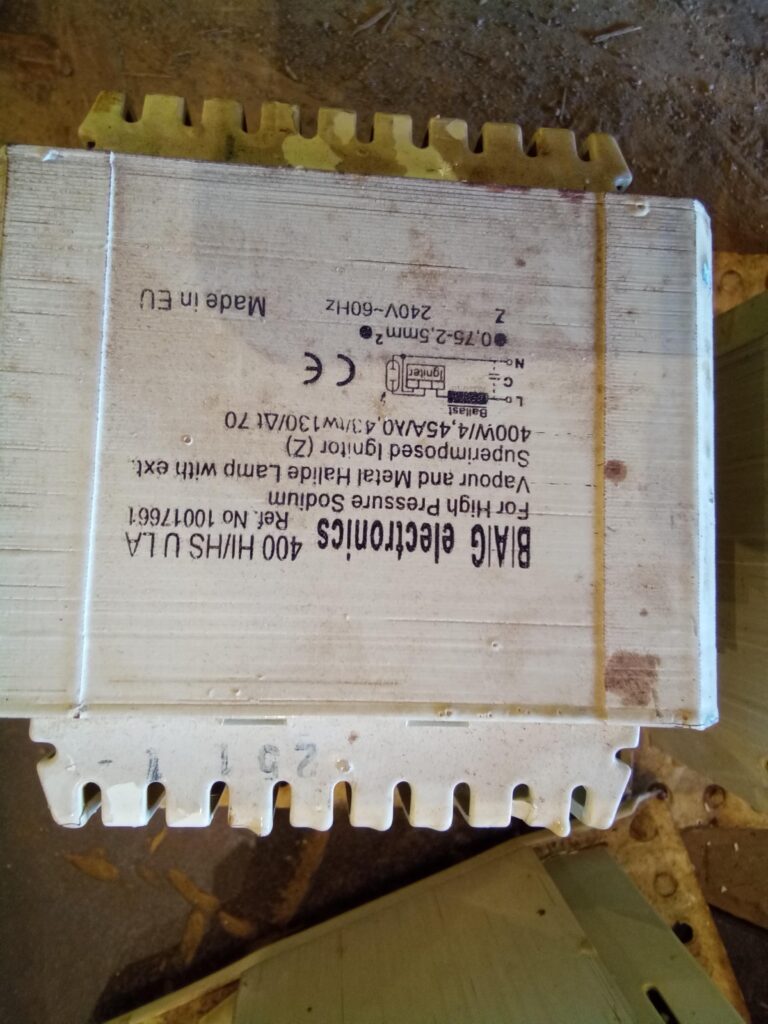 B|A|G electronics 400 HI/HS U LA
Ref. No 10017661
For High Pressure Sodium
Vapour and Metal Halide Lamp with ext.
Superimposed Ignitor (Z)
400W/4,45A/λ0,43/tw130/Δt 70
Ballast
L
C
Igniter
N
CE
●0,75-2,5mm²●
Z 240V~60Hz Made in EU
251